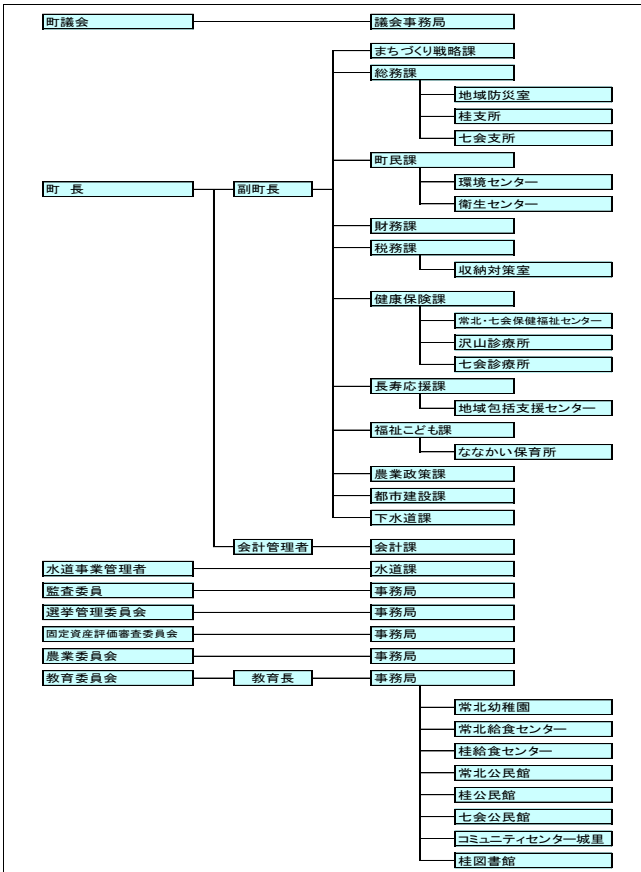 町議会
議会事務局
まちづくり戦略課
総務課
地域防災室
桂支所
七会支所
町民課
環境センター
町 長
副町長
衛生センター
財務課
税務課
収納対策室
健康保険課
常北・七会保健福祉センター
沢山診療所
七会診療所
長寿応援課
地域包括支援センター
福祉こども課
ななかい保育所
農業政策課
都市建設課
下水道課
会計管理者
会計課
水道事業管理者
水道課
監査委員
事務局
選挙管理委員会
事務局
固定資産評価審査委員会
事務局
農業委員会
事務局
教育委員会
教育長
事務局
常北幼稚園
常北給食センター
桂給食センター
常北公民館
桂公民館
七会公民館
コミュニティセンター城里
桂図書館